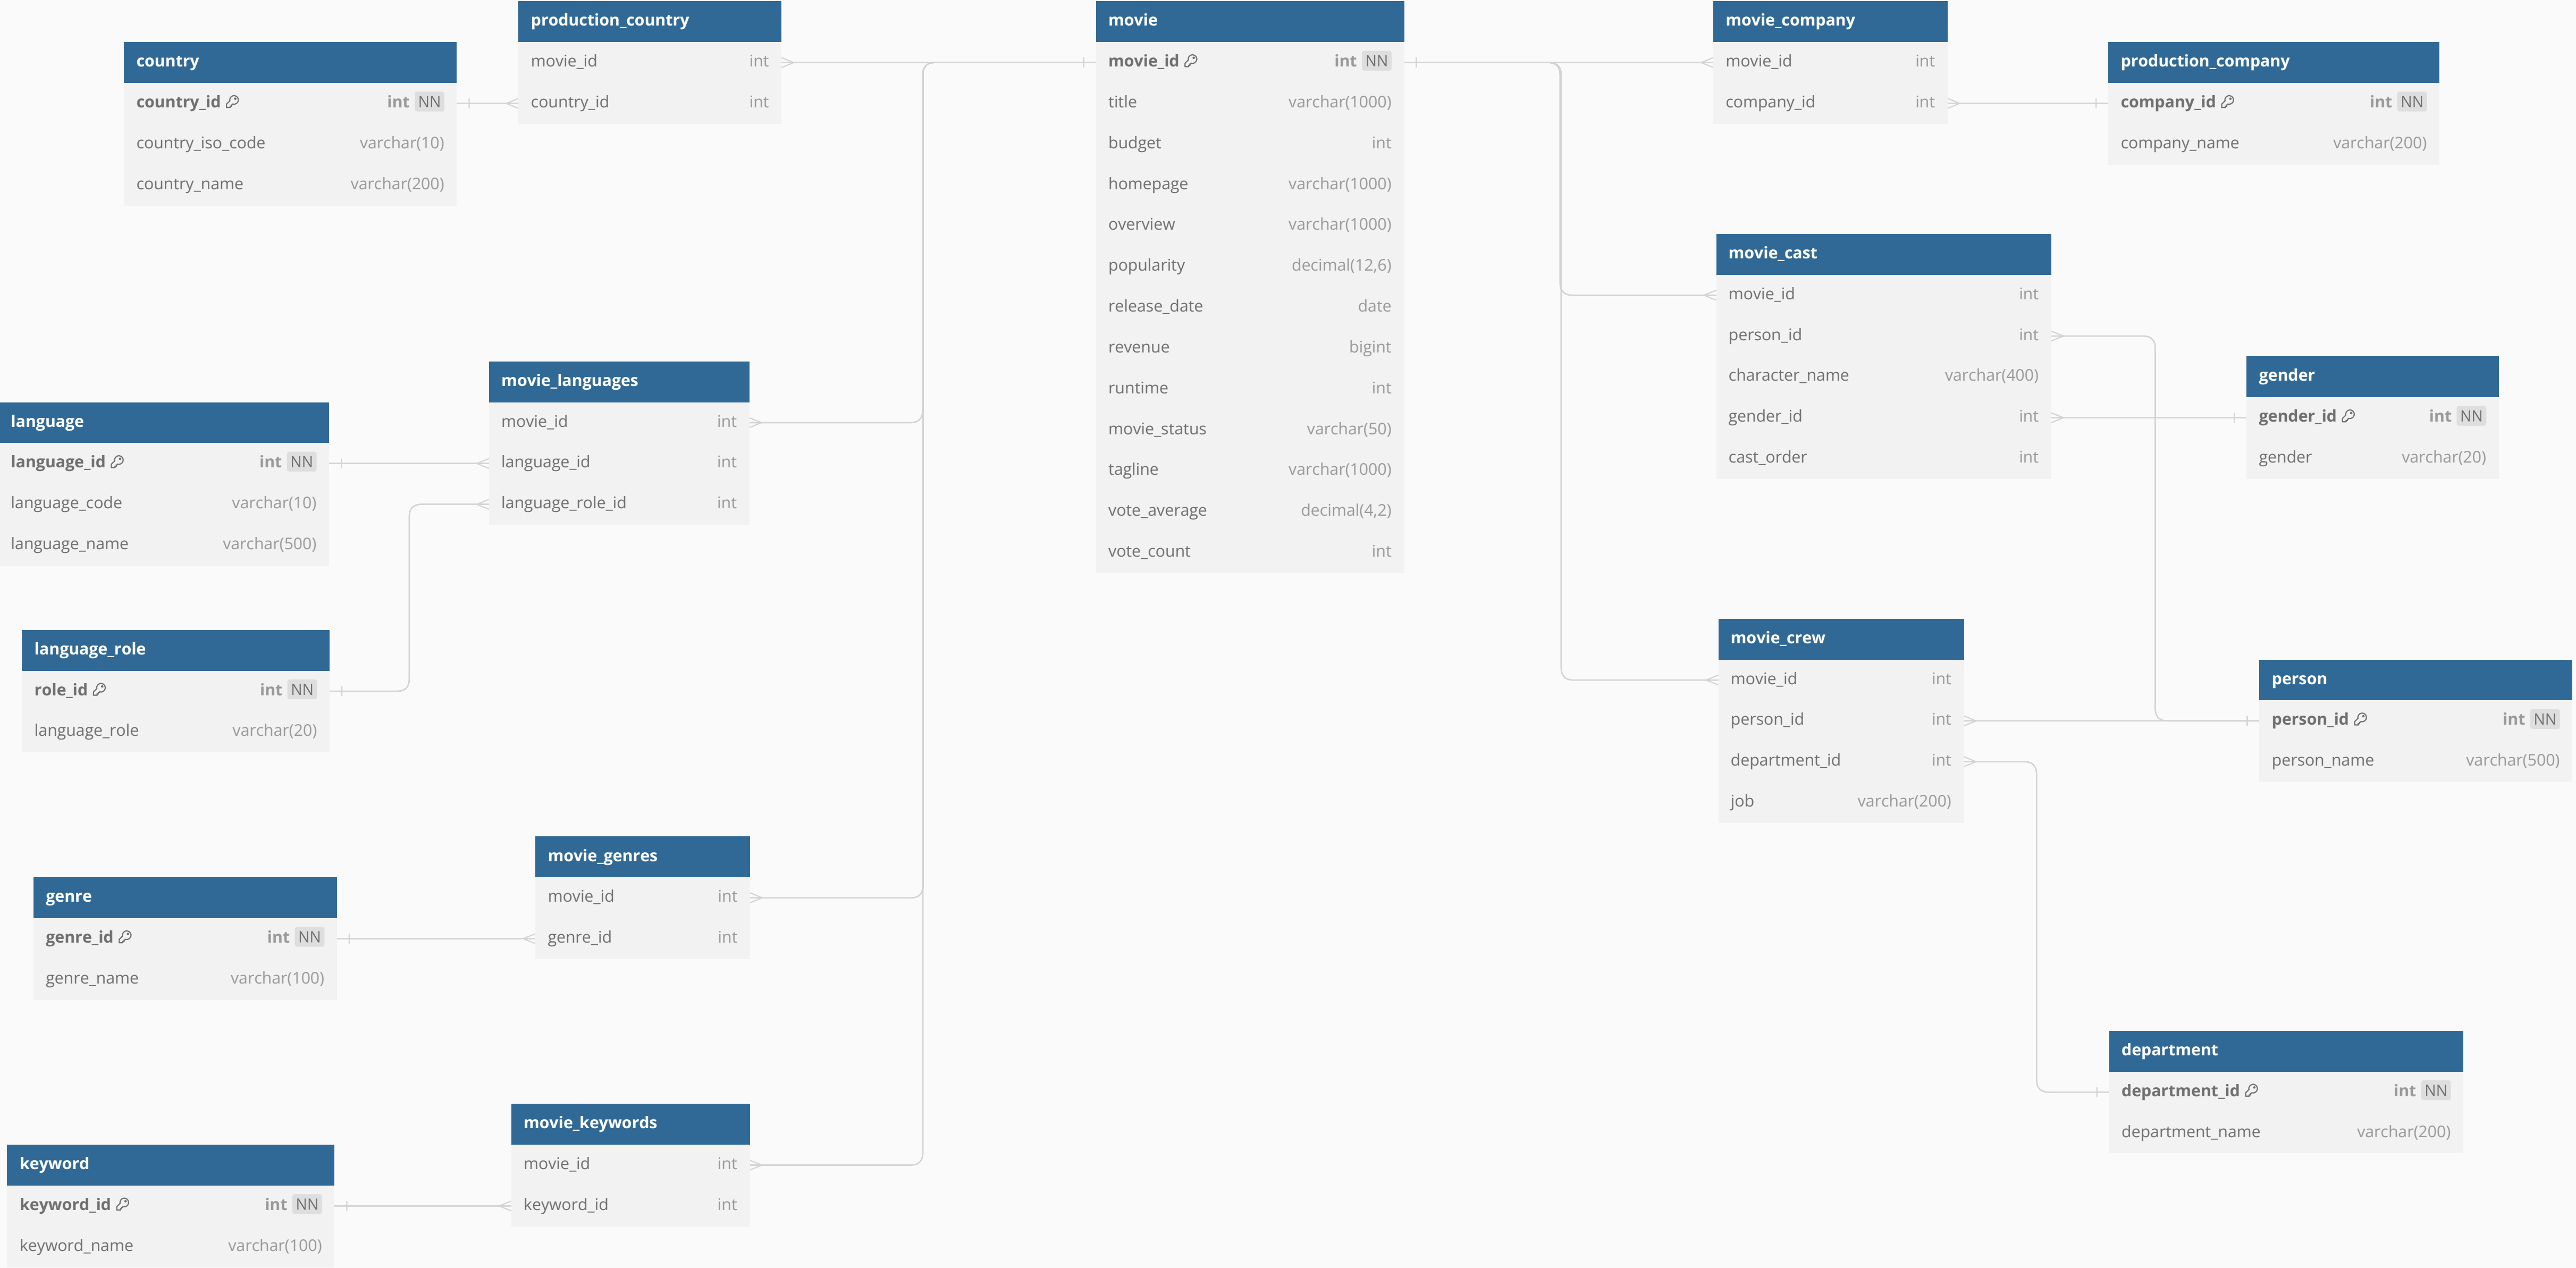 production_country
movie_id int
country_id int
country
country_id int NN
country_iso_code varchar(10)
country_name varchar(200)
movie
movie_id int NN
title varchar(1000)
budget int
homepage varchar(1000)
overview varchar(1000)
popularity decimal(12,6)
release_date date
revenue bigint
runtime int
movie_status varchar(50)
tagline varchar(1000)
vote_average decimal(4,2)
vote_count int
movie_company
movie_id int
company_id int
production_company
company_id int NN
company_name varchar(200)
movie_cast
movie_id int
person_id int
character_name varchar(400)
gender_id int
cast_order int
gender
gender_id int NN
gender varchar(20)
movie_languages
movie_id int
language_id int
language_role_id int
language
language_id int NN
language_code varchar(10)
language_name varchar(500)
language_role
role_id int NN
language_role varchar(20)
movie_crew
movie_id int
person_id int
department_id int
job varchar(200)
person
person_id int NN
person_name varchar(500)
movie_genres
movie_id int
genre_id int
genre
genre_id int NN
genre_name varchar(100)
department
department_id int NN
department_name varchar(200)
movie_keywords
movie_id int
keyword_id int
keyword
keyword_id int NN
keyword_name varchar(100)